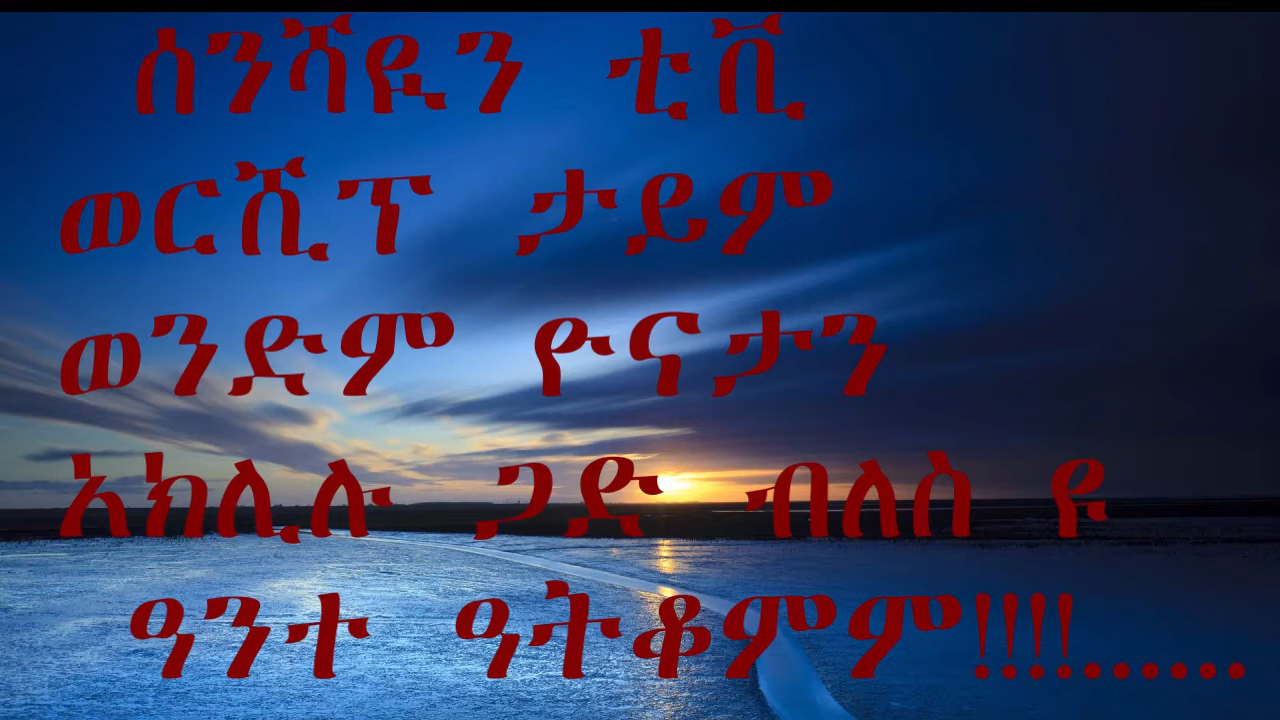 ሰንሻዪን ቲቪ
ወርሺፕ ታይም
ወንድም ዮናታን
አክሊሉ ጋድ ብለስ ዩ
ዓንተ ዓትቆምም!!!!......